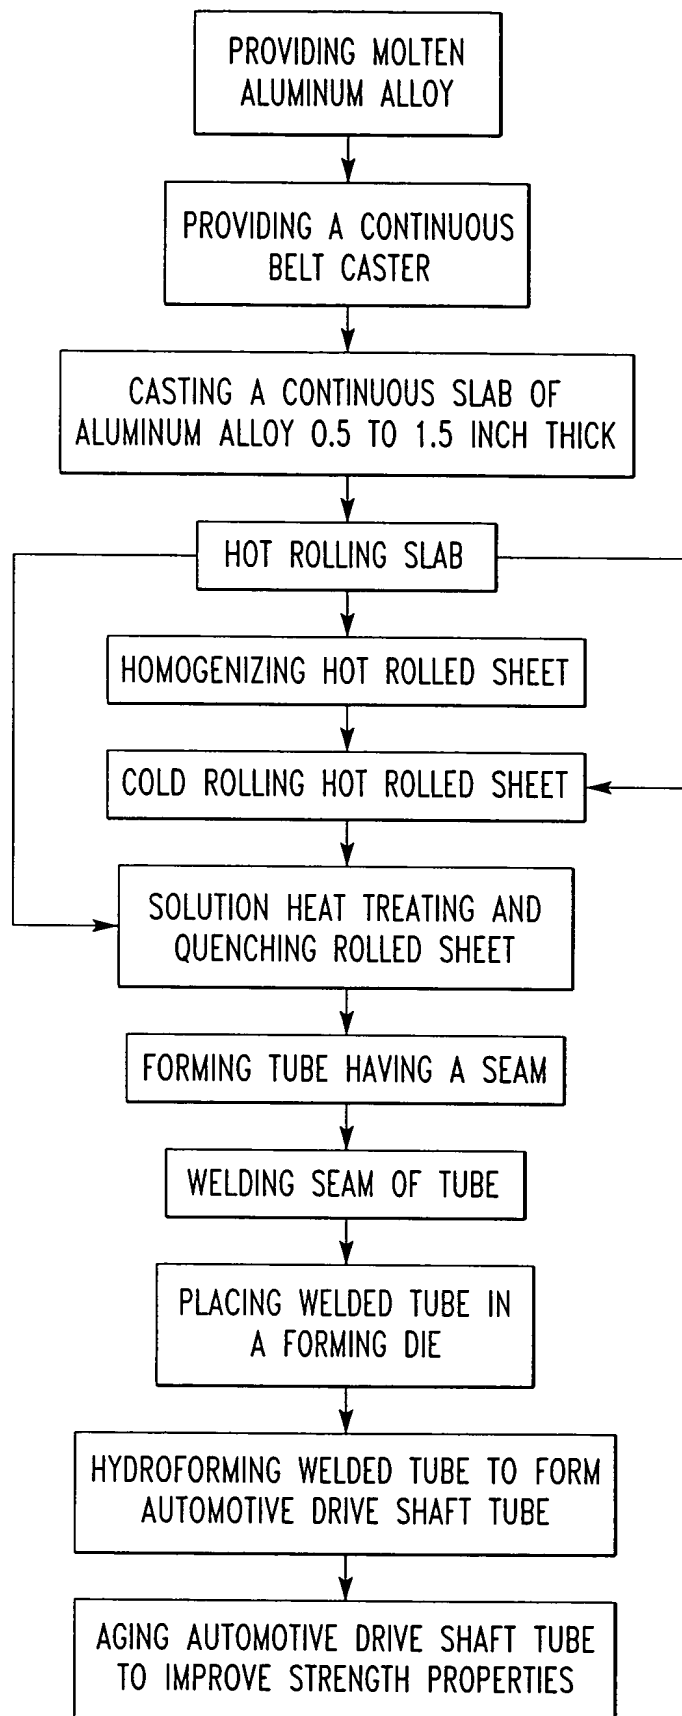 PROVIDING MOLTEN
ALUMINUM ALLOY
PROVIDING A CONTINUOUS
BELT CASTER
CASTING A CONTINUOUS SLAB OF
ALUMINUM ALLOY 0.5 TO 1.5 INCH THICK
HOT ROLLING SLAB
HOMOGENIZING HOT ROLLED SHEET
COLD ROLLING HOT ROLLED SHEET
SOLUTION HEAT TREATING AND
QUENCHING ROLLED SHEET
FORMING TUBE HAVING A SEAM
WELDING SEAM OF TUBE
PLACING WELDED TUBE IN
A FORMING DIE
HYDROFORMING WELDED TUBE TO FORM
AUTOMOTIVE DRIVE SHAFT TUBE
AGING AUTOMOTIVE DRIVE SHAFT TUBE
TO IMPROVE STRENGTH PROPERTIES